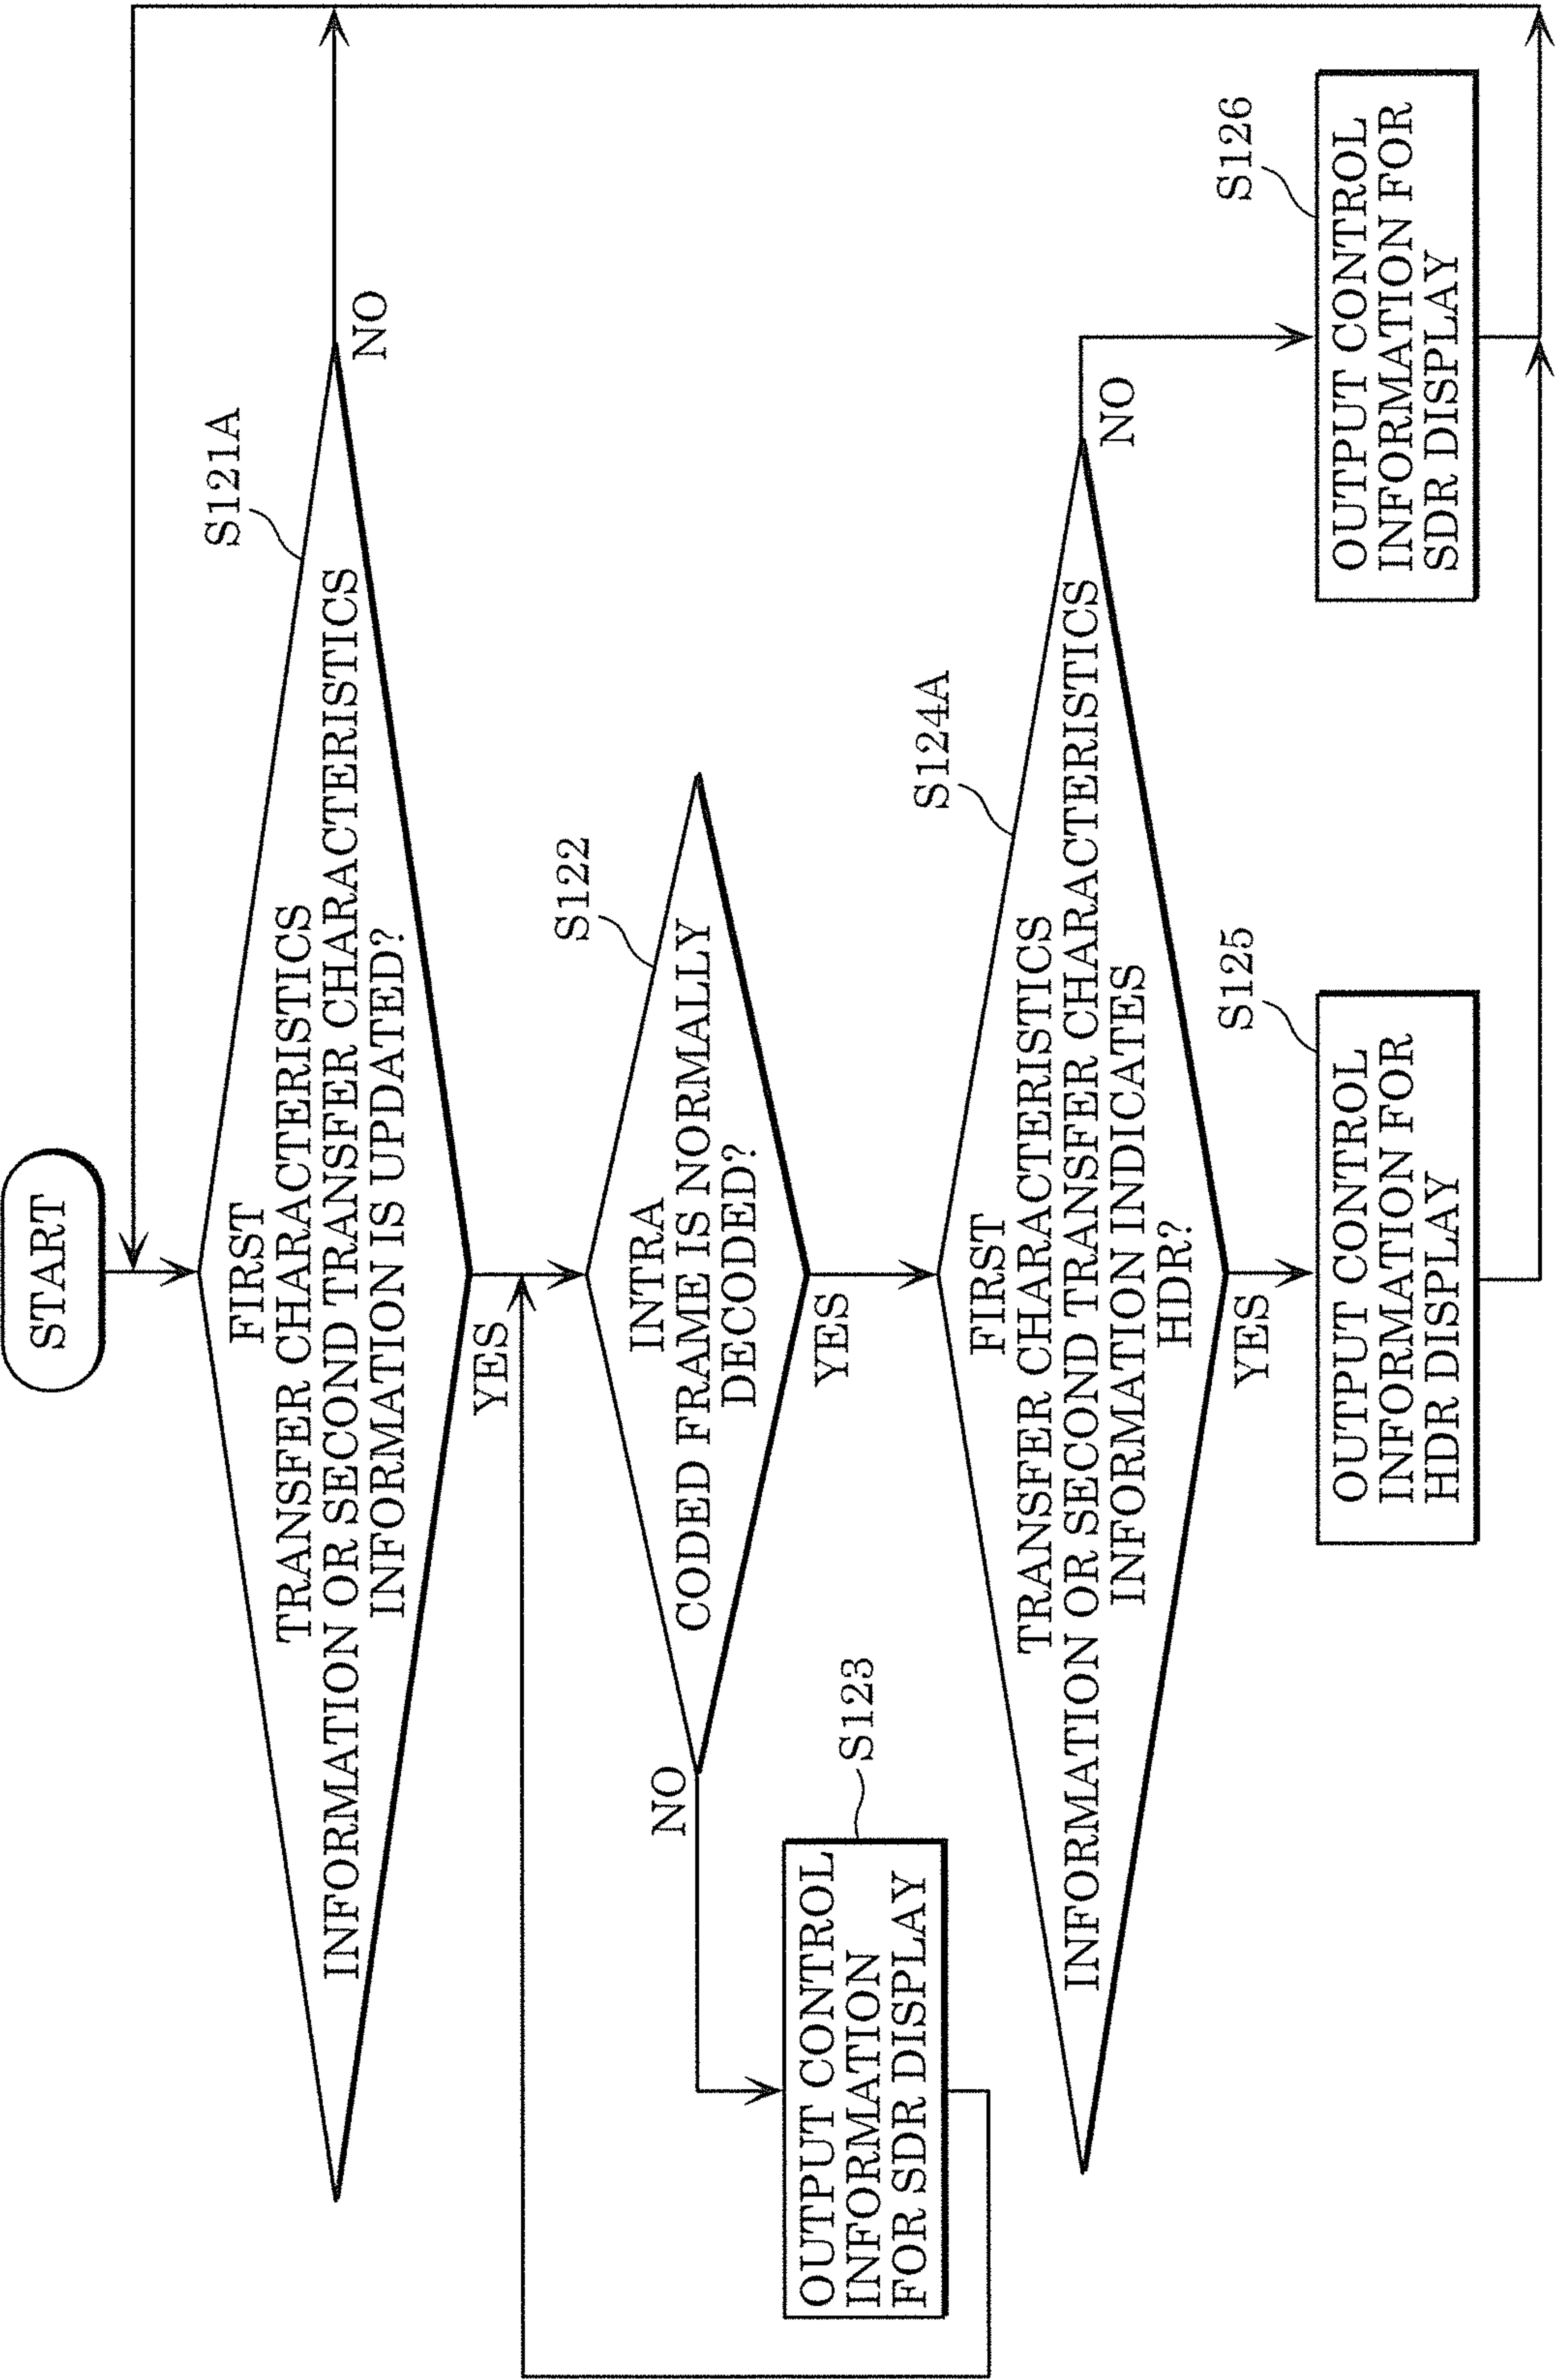 START
S121A
FIRST
TRANSFER CHARACTERISTICS
INFORMATION OR SECOND TRANSFER CHARACTERISTICS
INFORMATION IS UPDATED?
NO
YES
S122
INTRA
CODED FRAME IS NORMALLY
DECODED?
NO
YES
S123
OUTPUT CONTROL
INFORMATION
FOR SDR DISPLAY
S124A
FIRST
TRANSFER CHARACTERISTICS
INFORMATION OR SECOND TRANSFER CHARACTERISTICS
INFORMATION INDICATES
HDR?
NO
YES
S125
OUTPUT CONTROL
INFORMATION FOR
HDR DISPLAY
S126
OUTPUT CONTROL
INFORMATION FOR
SDR DISPLAY